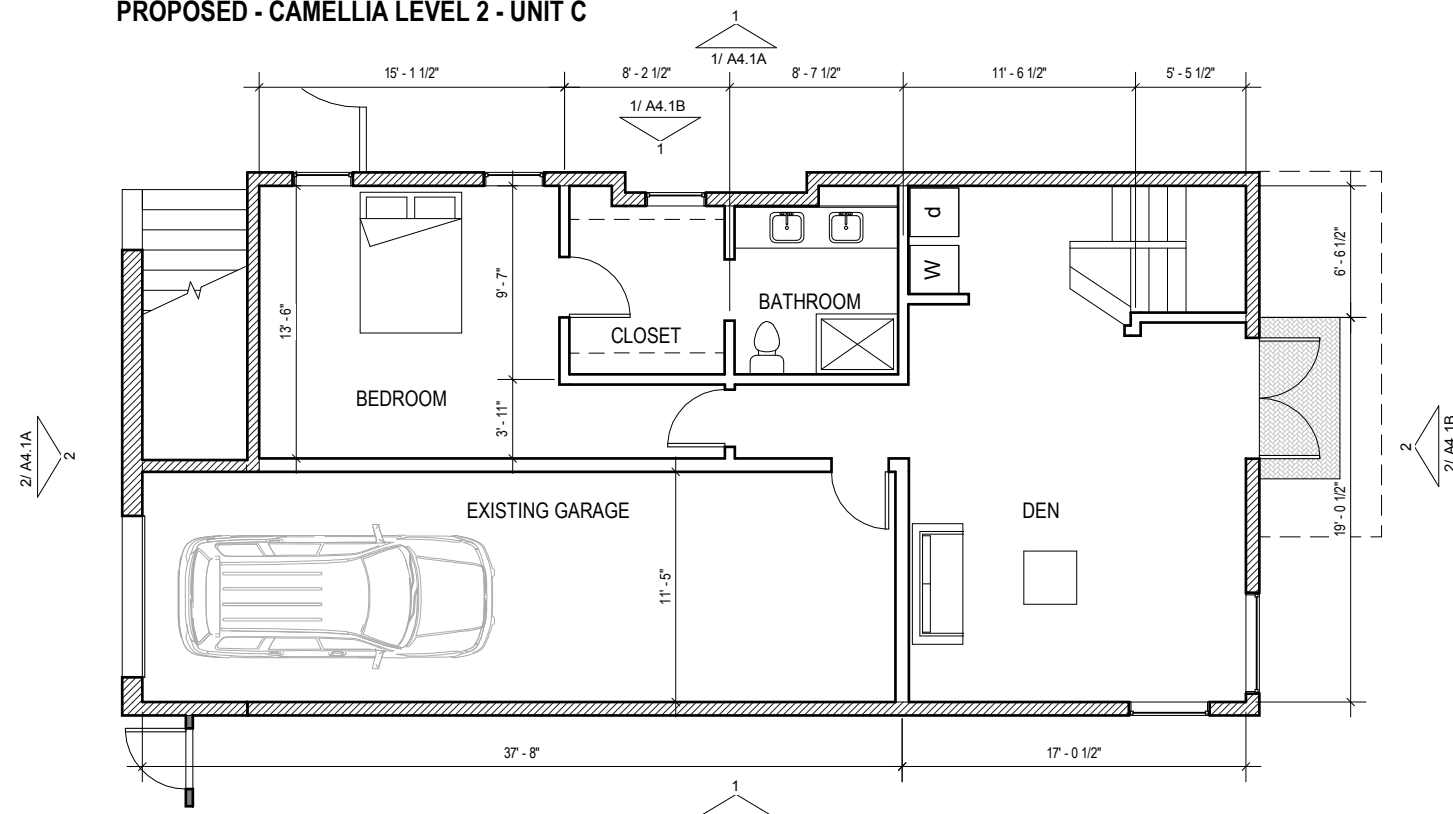 PROPOSED - CAMELLIA LEVEL 2 - UNIT C
1
1/ A4.1A
15' - 1 1/2"
8' - 2 1/2"
8' - 7 1/2"
11' - 6 1/2"
5' - 5 1/2"
1/ A4.1B
1
d
W
6' - 6 1/2"
9' - 7"
13' - 6"
BATHROOM
CLOSET
BEDROOM
3' - 11"
2/ A4.1A
2
2
2/ A4.1B
EXISTING GARAGE
DEN
19' - 0 1/2"
11' - 5"
37' - 8"
17' - 0 1/2"
1